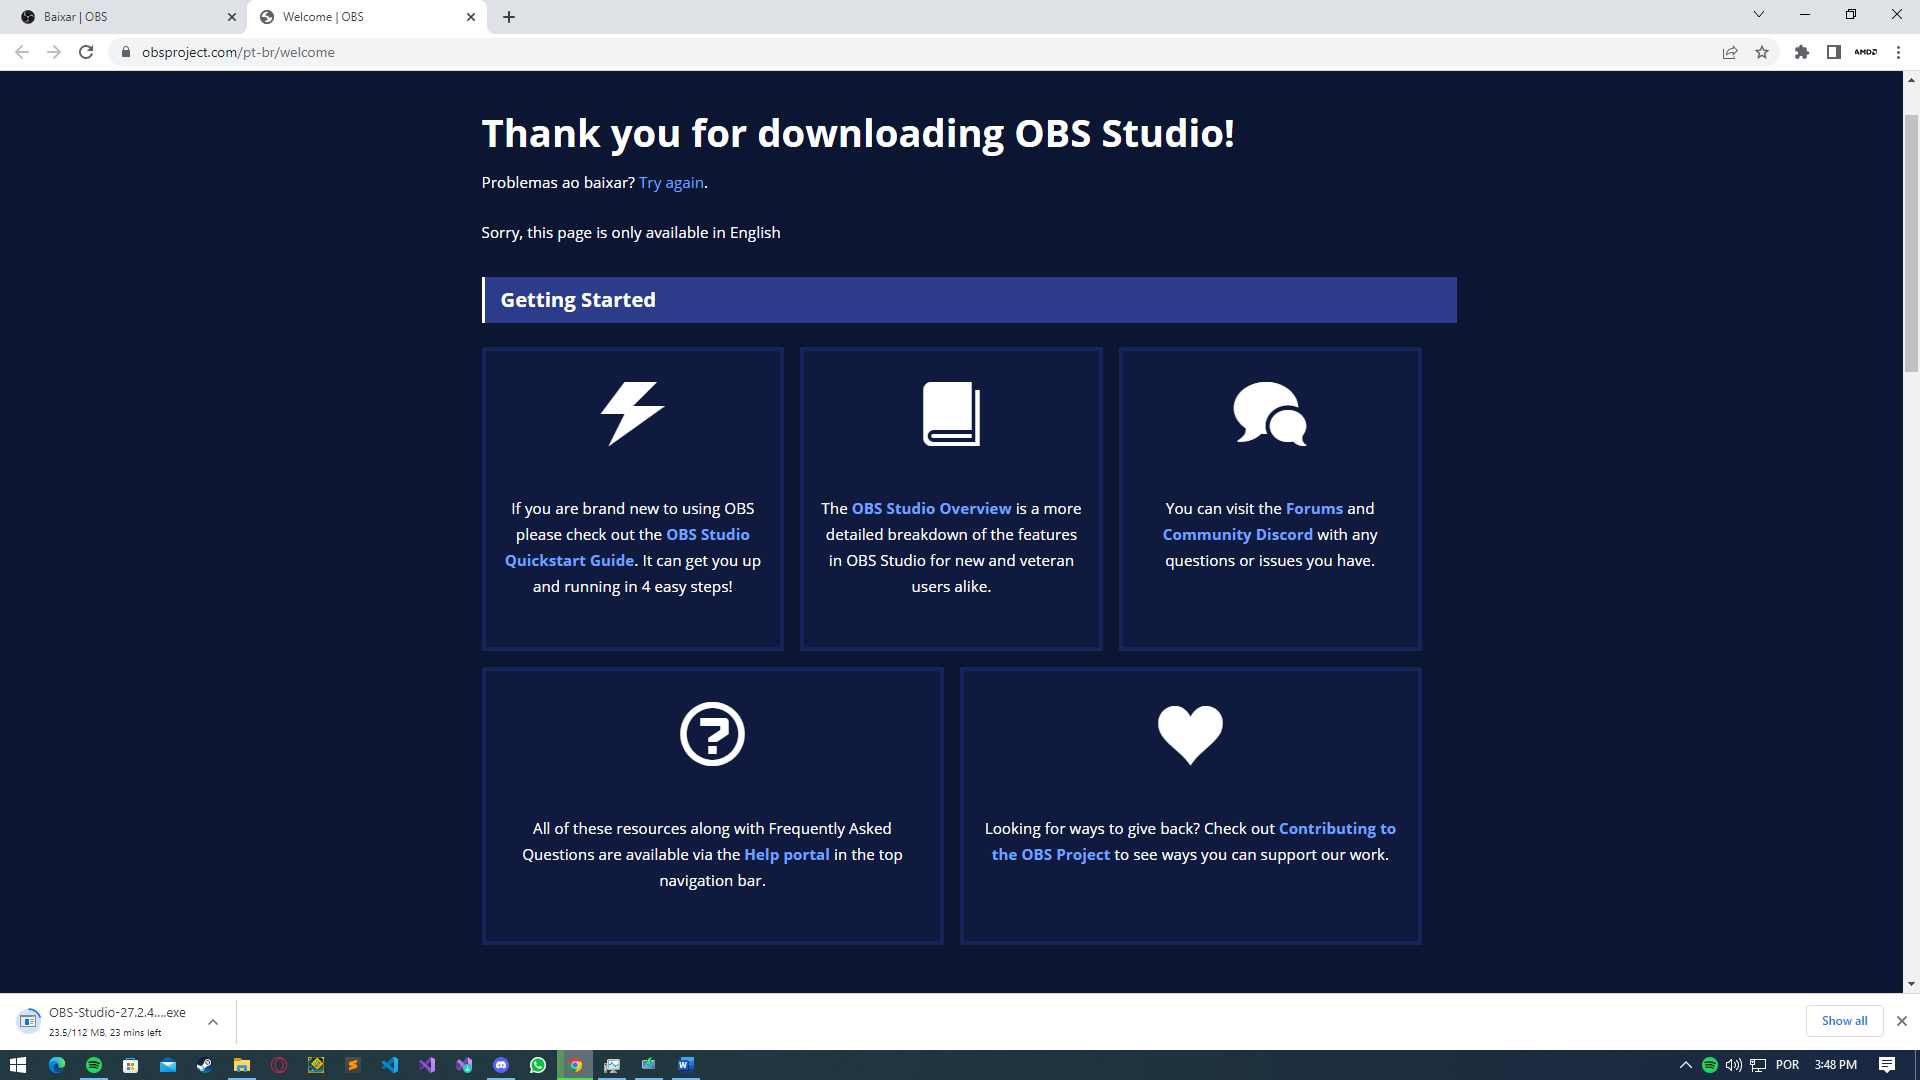 Baixar | OBS
Welcome | OBS
obsproject.com/pt-br/welcome
AMD
Thank you for downloading OBS Studio!
Problemas ao baixar? Try again.
Sorry, this page is only available in English
Getting Started
If you are brand new to using OBS
please check out the OBS Studio
Quickstart Guide. It can get you up
and running in 4 easy steps!
The OBS Studio Overview is a more
detailed breakdown of the features
in OBS Studio for new and veteran
users alike.
You can visit the Forums and
Community Discord with any
questions or issues you have.
All of these resources along with Frequently Asked
Questions are available via the Help portal in the top
navigation bar.
Looking for ways to give back? Check out Contributing to
the OBS Project to see ways you can support our work.
OBS-Studio-27.2.4....exe
23.5/112 MB, 23 mins left
Show all
POR
3:48 PM